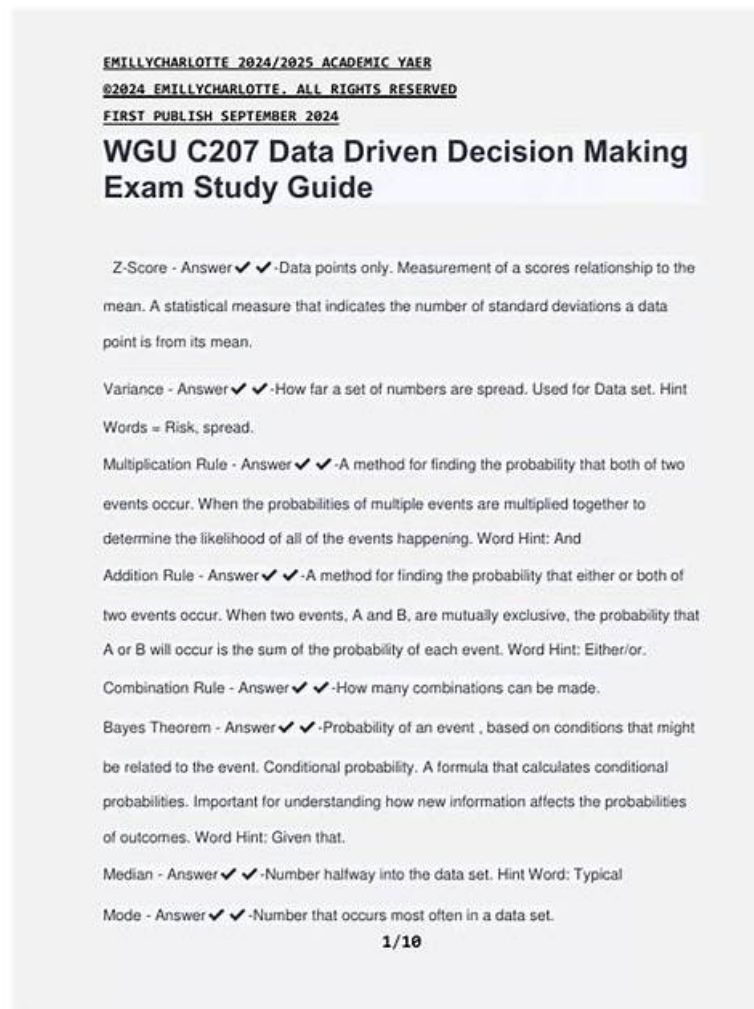 EMILLYCHARLOTTE 2024/2025 ACADEMIC YAER
©2024 EMILLYCHARLOTTE. ALL RIGHTS RESERVED
FIRST PUBLISH SEPTEMBER 2024
WGU C207 Data Driven Decision Making
Exam Study Guide
Z-Score - Answer✔ ✔-Data points only. Measurement of a scores relationship to the
mean. A statistical measure that indicates the number of standard deviations a data
point is from its mean.
Variance - Answer✔ ✔-How far a set of numbers are spread. Used for Data set. Hint
Words = Risk, spread.
Multiplication Rule - Answer✔ ✔-A method for finding the probability that both of two
events occur. When the probabilities of multiple events are multiplied together to
determine the likelihood of all of the events happening. Word Hint: And
Addition Rule - Answer✔ ✔-A method for finding the probability that either or both of
two events occur. When two events, A and B, are mutually exclusive, the probability that
A or B will occur is the sum of the probability of each event. Word Hint: Either/or.
Combination Rule - Answer✔ ✔-How many combinations can be made.
Bayes Theorem - Answer✔ ✔-Probability of an event , based on conditions that might
be related to the event. Conditional probability. A formula that calculates conditional
probabilities. Important for understanding how new information affects the probabilities
of outcomes. Word Hint: Given that.
Median - Answer✔ ✔-Number halfway into the data set. Hint Word: Typical
Mode - Answer✔ ✔-Number that occurs most often in a data set.
1/10